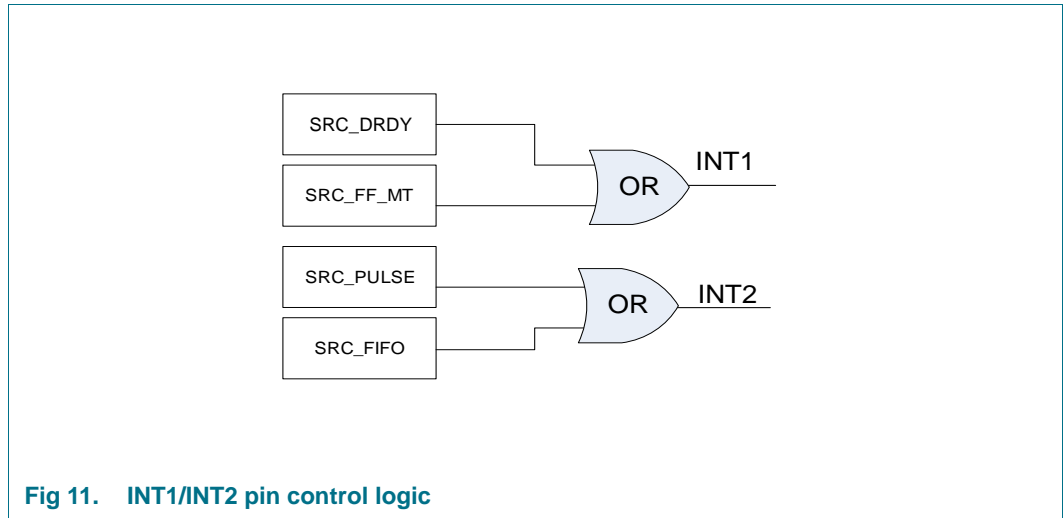 SRC_DRDY
SRC_FF_MT
OR
INT1
SRC_PULSE
SRC_FIFO
OR
INT2
Fig 11. INT1/INT2 pin control logic